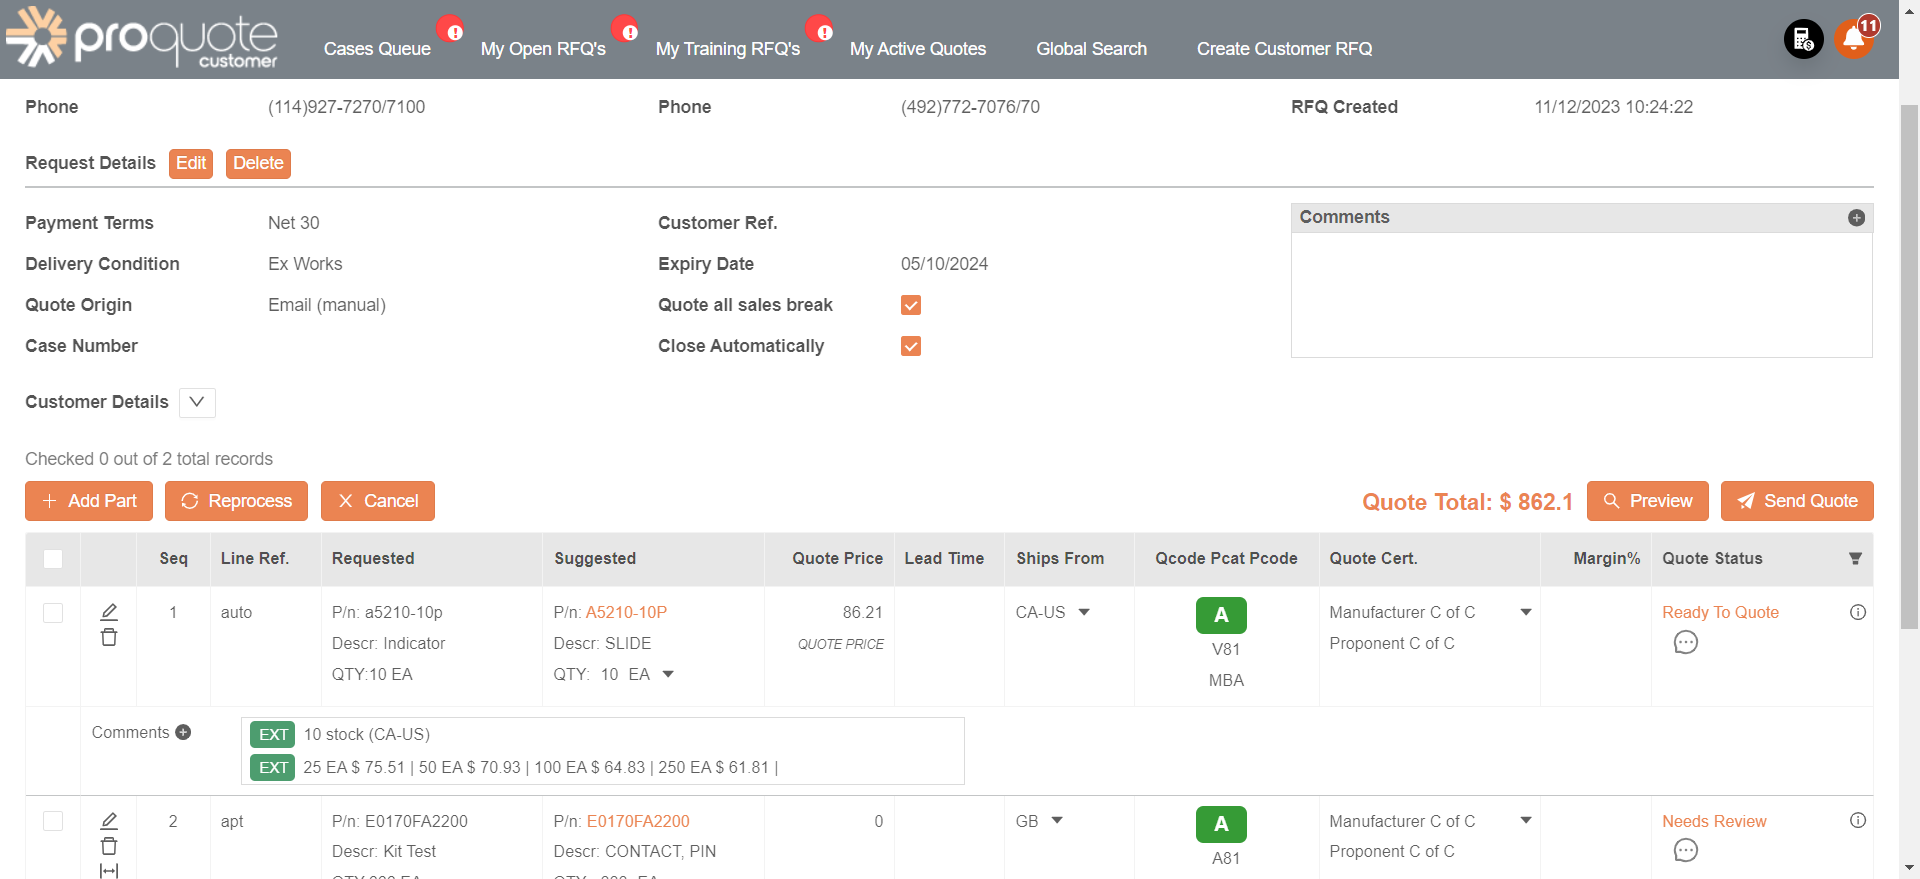 proquote customer
Cases Queue My Open RFQ's My Training RFQ's My Active Quotes Global Search Create Customer RFQ 11
Phone (114)927-7270/7100 Phone (492)772-7076/70 RFQ Created 11/12/2023 10:24:22
Request Details Edit Delete
Payment Terms Net 30 Customer Ref. Comments
Delivery Condition Ex Works Expiry Date 05/10/2024
Quote Origin Email (manual) Quote all sales break
Case Number Close Automatically
Customer Details
Checked 0 out of 2 total records
Add Part Reprocess Cancel Quote Total: $ 862.1 Preview Send Quote
Seq Line Ref. Requested Suggested Quote Price Lead Time Ships From Qcode Pcat Pcode Quote Cert. Margin% Quote Status
1 auto P/n: a5210-10p P/n: A5210-10P 86.21 CA-US A Manufacturer C of C Ready To Quote
Descr: Indicator Descr: SLIDE QUOTE PRICE V81 Proponent C of C
QTY:10 EA QTY: 10 EA MBA
Comments EXT 10 stock (CA-US)
EXT 25 EA $ 75.51 | 50 EA $ 70.93 | 100 EA $ 64.83 | 250 EA $ 61.81 |
2 apt P/n: E0170FA2200 P/n: E0170FA2200 0 GB A Manufacturer C of C Needs Review
Descr: Kit Test Descr: CONTACT, PIN A81 Proponent C of C